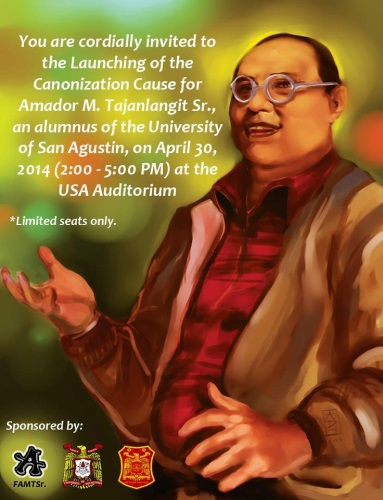 You are cordially invited to
the Launching of the
Canonization Cause for
Amador M. Tajanlangit Sr.,
an alumnus of the University
of San Agustin, on April 30,
2014 (2:00 - 5:00 PM) at the
USA Auditorium
*Limited seats only.
Sponsored by:
FAMTSr.